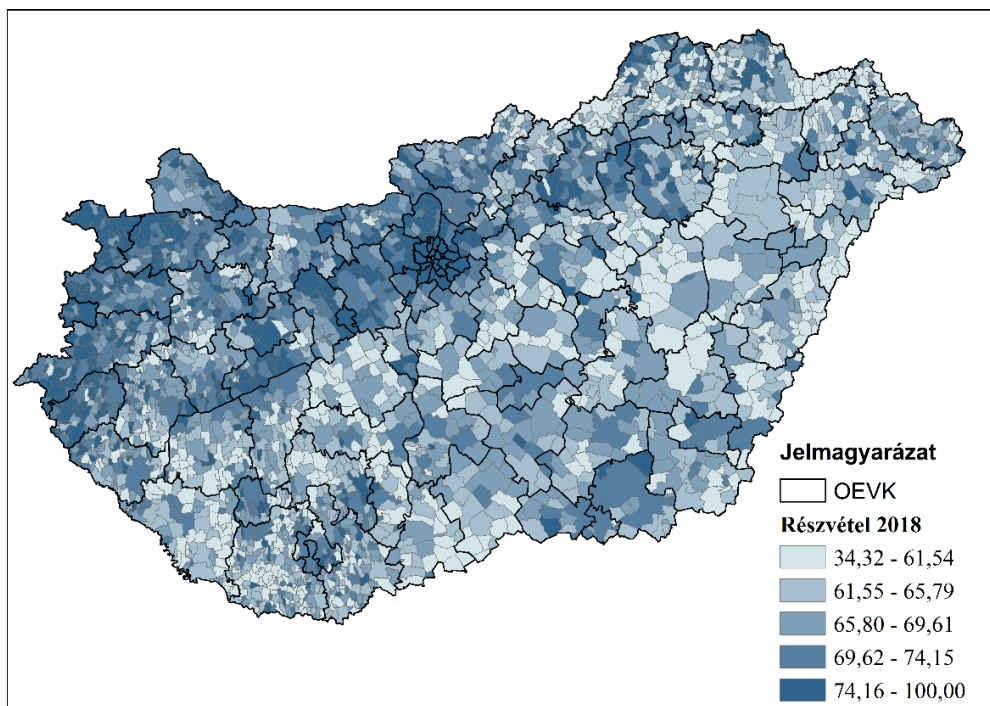 Jelmagyarázat
OEVK
Részvétel 2018
34,32 - 61,54
61,55 - 65,79
65,80 - 69,61
69,62 - 74,15
74,16 - 100,00